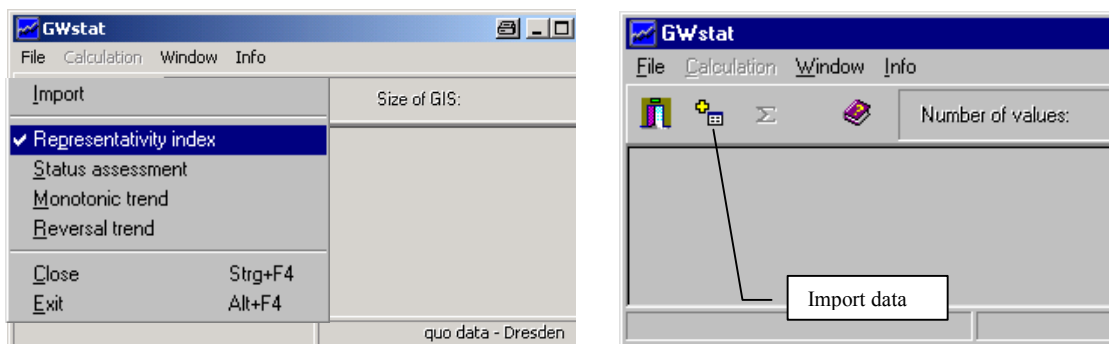 GWstat
File Calculation Window Info
Import
Size of GIS:
Representativity index
Status assessment
Monotonic trend
Reversal trend
Close Strg+F4
Exit Alt+F4
quo data - Dresden
GWstat
File Calculation Window Info
Number of values:
Import data